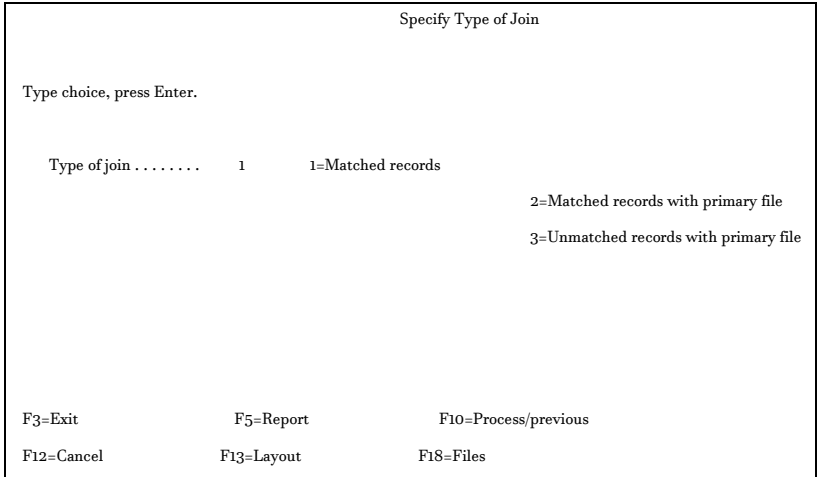 Specify Type of Join
Type choice, press Enter.
Type of join . . . . . . . . 1 1=Matched records
2=Matched records with primary file
3=Unmatched records with primary file
F3=Exit F5=Report F10=Process/previous
F12=Cancel F13=Layout F18=Files